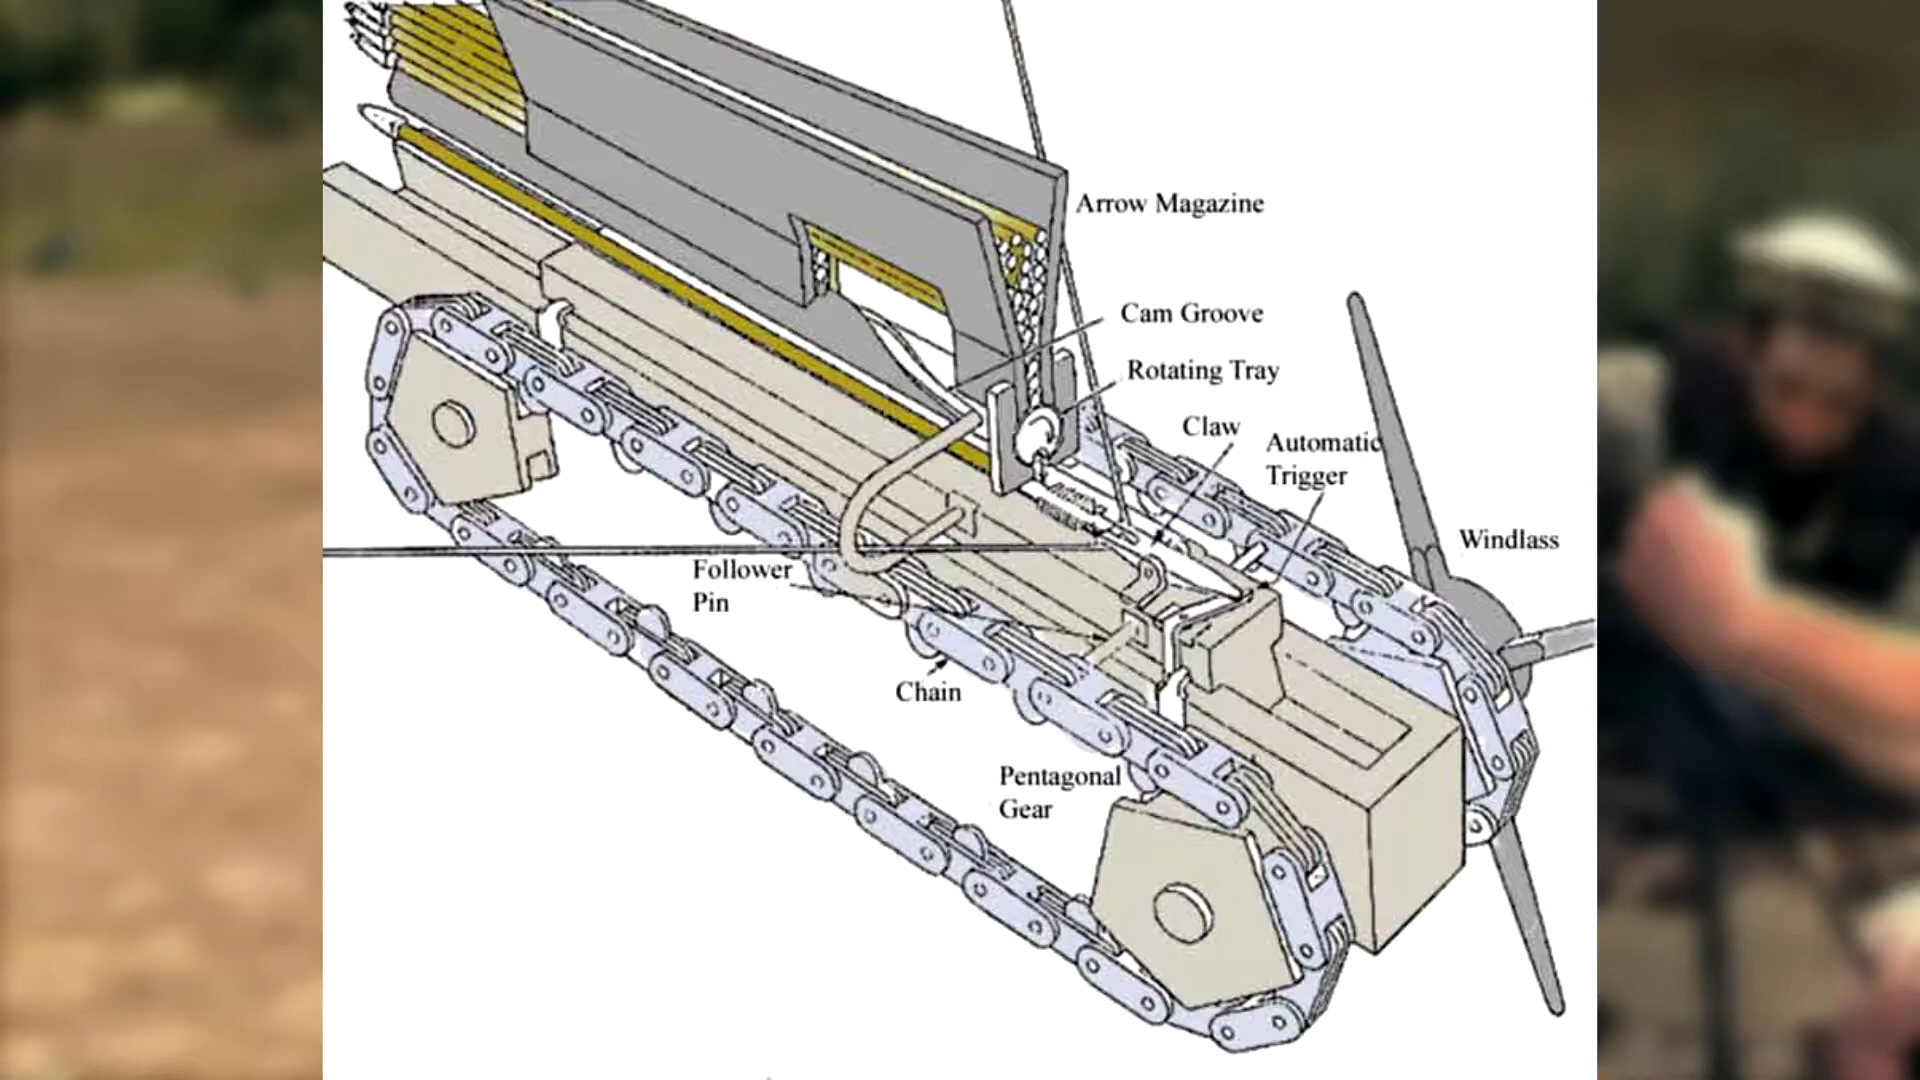 Arrow Magazine
Cam Groove
Rotating Tray
Claw
Automatic
Trigger
Windlass
Follower
Pin
Chain
Pentagonal
Gear